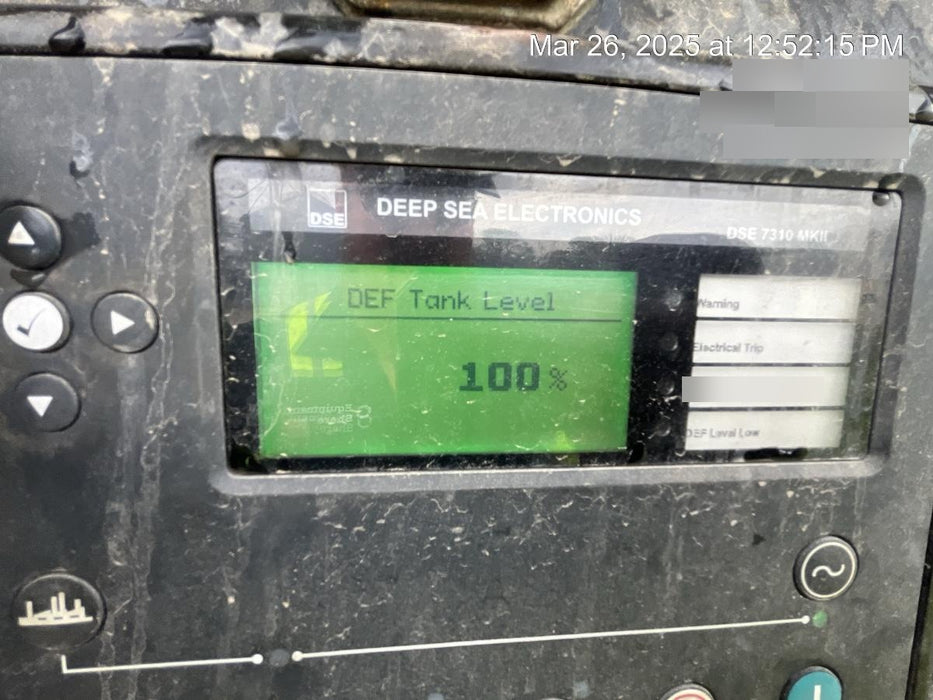 Mar 26, 2025 at 12:52:15 PM
DSE
DEEP SEA ELECTRONICS
DSE 7310 MKII
DEF Tank Level
100 %
Warning
Electrical Trip
DEF Level Low